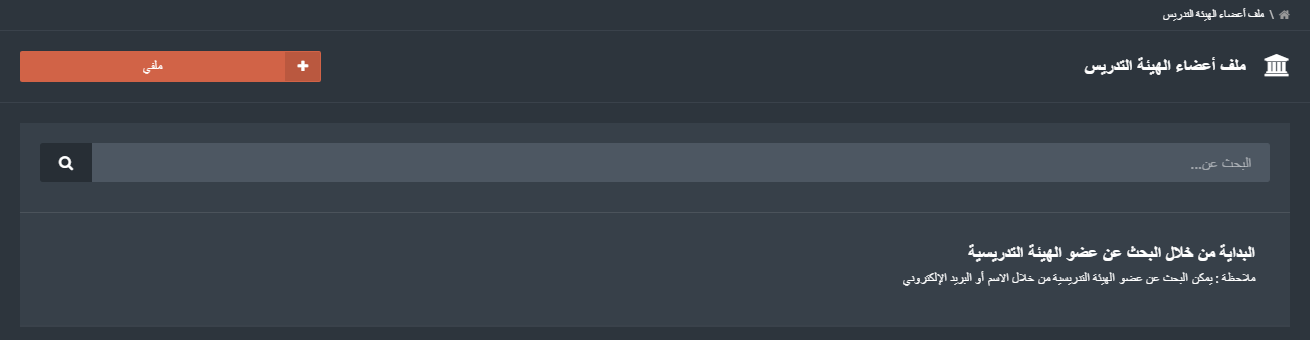 \ ملف أعضاء الهيئة التدريس
ملف أعضاء الهيئة التدريس
ملفي
البحث عن...
البداية من خلال البحث عن عضو الهيئة التدريسية
ملاحظة : يمكن البحث عن عضو الهيئة التدريسية من خلال الاسم أو البريد الإلكتروني